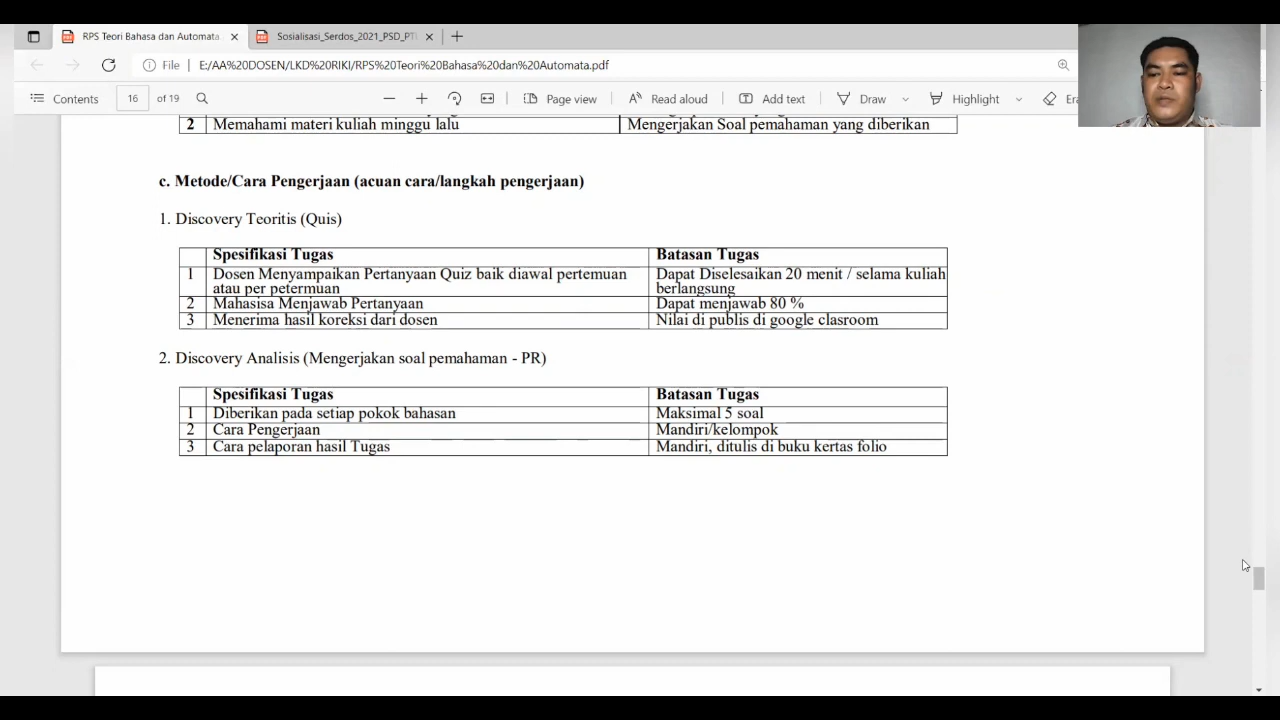 RPS Teori Bahasa dan Automata
Sosialisasi_Serdos_2021_PSD_PT
File
E:/AA%20DOSEN/LKD%20RIKI/RPS%20Teori%20Bahasa%20dan%20Automata.pdf
Contents
16
of 19
Page view
Read aloud
Add text
Draw
Highlight
Era
2 Memahami materi kuliah minggu lalu Mengerjakan Soal pemahaman yang diberikan
c. Metode/Cara Pengerjaan (acuan cara/langkah pengerjaan)
1. Discovery Teoritis (Quis)
Spesifikasi Tugas Batasan Tugas
1 Dosen Menyampaikan Pertanyaan Quiz baik diawal pertemuan Dapat Diselesaikan 20 menit / selama kuliah
atau per petermuan berlangsung
2 Mahasisa Menjawab Pertanyaan Dapat menjawab 80 %
3 Menerima hasil koreksi dari dosen Nilai di publis di google clasroom
2. Discovery Analisis (Mengerjakan soal pemahaman - PR)
Spesifikasi Tugas Batasan Tugas
1 Diberikan pada setiap pokok bahasan Maksimal 5 soal
2 Cara Pengerjaan Mandiri/kelompok
3 Cara pelaporan hasil Tugas Mandiri, ditulis di buku kertas folio